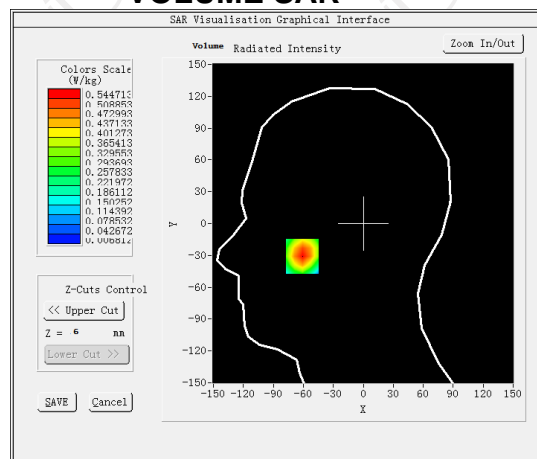 VOLUME SAR
SAR Visualisation Graphical Interface
Volume Radiated Intensity
Zoom In/Out
Colors Scale
(W/kg)
0.544713
0.508853
0.472993
0.437133
0.401273
0.365413
0.329553
0.293693
0.257833
0.221972
0.186112
0.150252
0.114392
0.078532
0.042672
0.006812
Z-Cuts Control
<< Upper Cut
Z = 6 mm
Lower Cut >>
SAVE
Cancel
150
120
90
60
30
0
-30
-60
-90
-120
-150
Y
-150 -120 -90 -60 -30 0 30 60 90 120 150
X